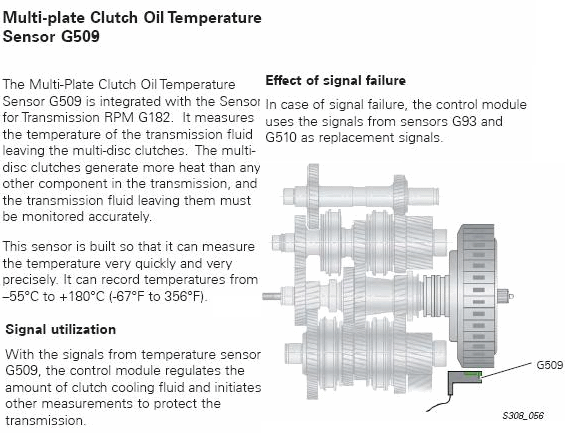 Multi-plate Clutch Oil Temperature
Sensor G509
The Multi-Plate Clutch Oil Temperature
Sensor G509 is integrated with the Sensor
for Transmission RPM G182.  It measures
the temperature of the transmission fluid
leaving the multi-disc clutches.  The multi-
disc clutches generate more heat than any
other component in the transmission, and
the transmission fluid leaving them must
be monitored accurately.
This sensor is built so that it can measure
the temperature very quickly and very
precisely. It can record temperatures from
–55°C to +180°C (-67°F to 356°F).
Signal utilization
With the signals from temperature sensor
G509, the control module regulates the
amount of clutch cooling fluid and initiates
other measurements to protect the
transmission.
Effect of signal failure
In case of signal failure, the control module
uses the signals from sensors G93 and
G510 as replacement signals.
G509
S308_056